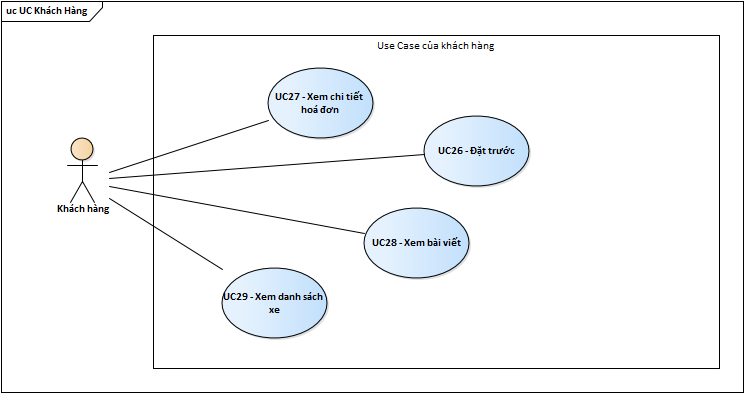 uc UC Khách Hàng
Use Case của khách hàng
UC27 - Xem chi tiết
hoá đơn
UC26 - Đặt trước
Khách hàng
UC28 - Xem bài viết
UC29 - Xem danh sách
xe